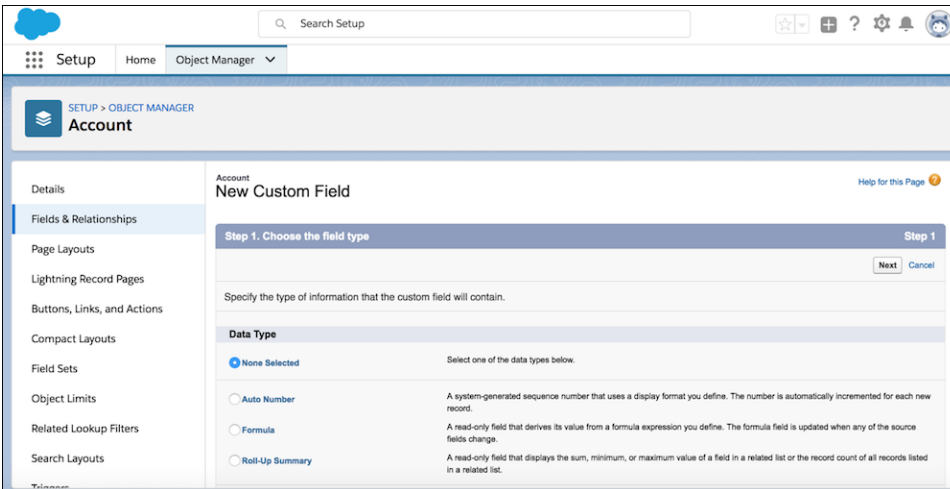 Search Setup
Setup
Home
Object Manager
SETUP > OBJECT MANAGER
Account
Details
Fields & Relationships
Page Layouts
Lightning Record Pages
Buttons, Links, and Actions
Compact Layouts
Field Sets
Object Limits
Related Lookup Filters
Search Layouts
Triggers
Account
New Custom Field
Help for this Page
Step 1. Choose the field type
Step 1
Next
Cancel
Specify the type of information that the custom field will contain.
Data Type
None Selected
Select one of the data types below.
Auto Number
A system-generated sequence number that uses a display format you define. The number is automatically incremented for each new
record.
Formula
A read-only field that derives its value from a formula expression you define. The formula field is updated when any of the source
fields change.
Roll-Up Summary
A read-only field that displays the sum, minimum, or maximum value of a field in a related list or the record count of all records listed
in a related list.